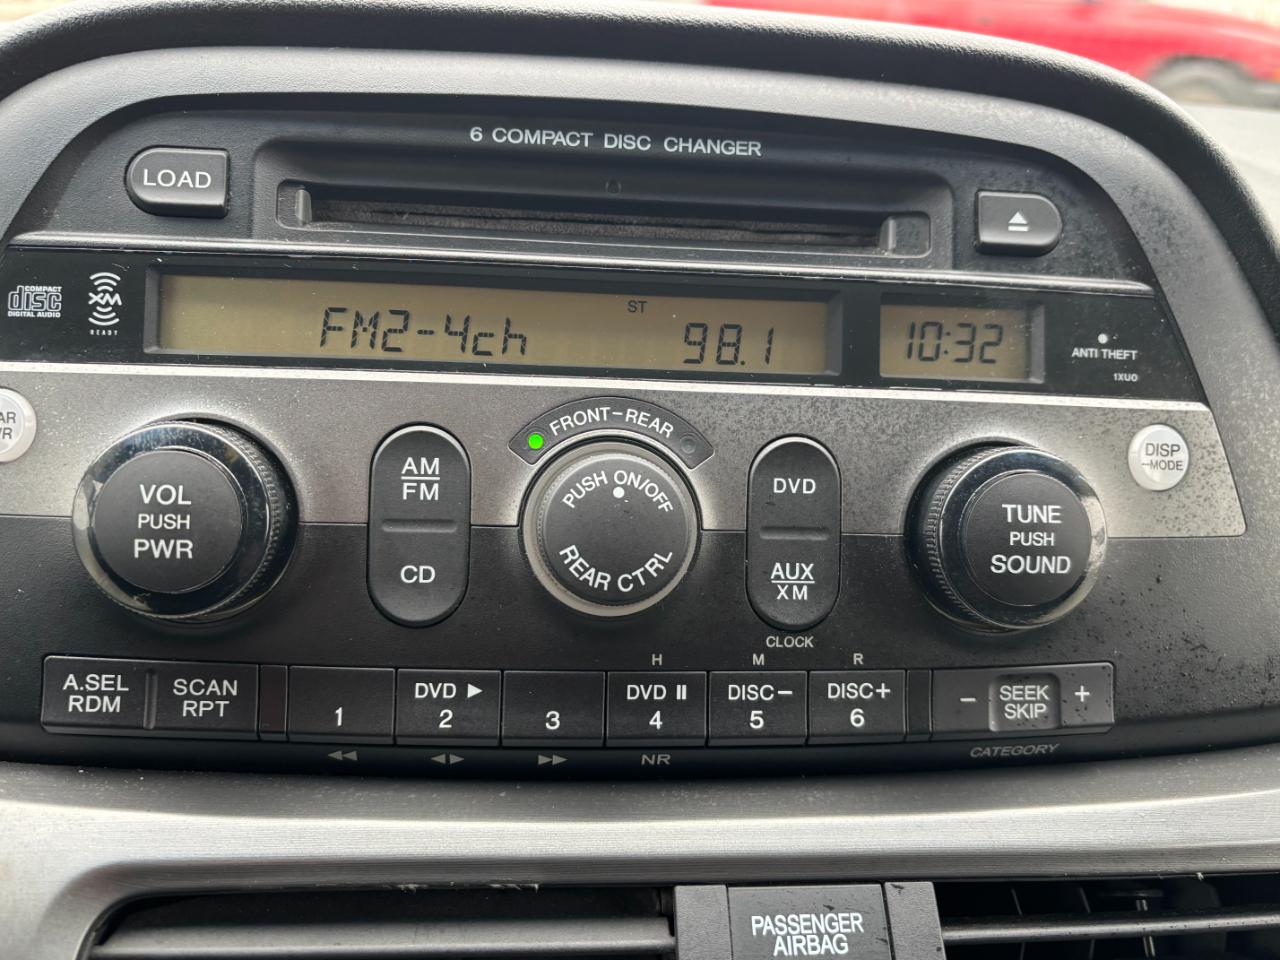 6 COMPACT DISC CHANGER
LOAD
COMPACT
disc
DIGITAL AUDIO
XM
READY
FM2-4ch
ST
98.1
10:32
ANTI THEFT
1XU0
VOL
PUSH
PWR
AM
FM
CD
FRONT-REAR
PUSH ON/OFF
REAR CTRL
DVD
AUX
XM
TUNE
PUSH
SOUND
DISP
MODE
CLOCK
H M R
A.SEL
RDM
SCAN
RPT
1
DVD ▶
2
3
DVD II
4
DISC-
5
DISC+
6
- SEEK +
SKIP
NR
CATEGORY
PASSENGER
AIRBAG